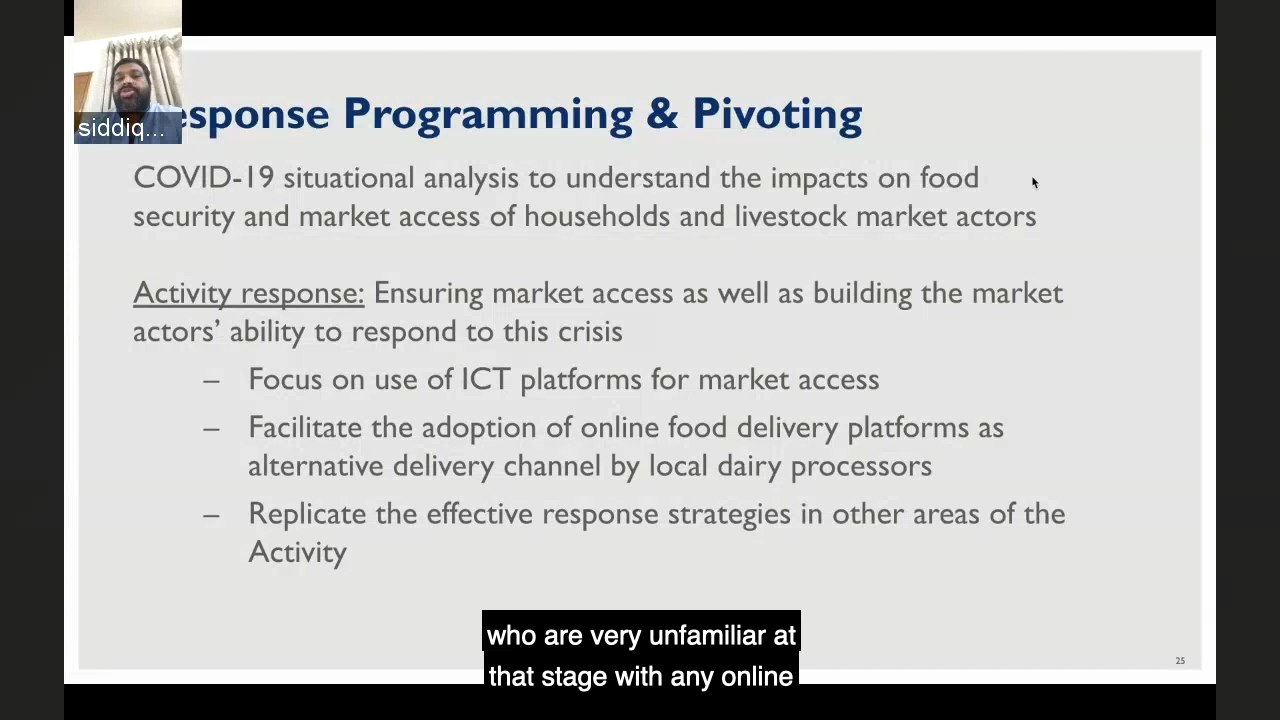 siddiq...
esponse Programming & Pivoting
COVID-19 situational analysis to understand the impacts on food
security and market access of households and livestock market actors
Activity response: Ensuring market access as well as building the market
actors’ ability to respond to this crisis
– Focus on use of ICT platforms for market access
– Facilitate the adoption of online food delivery platforms as
alternative delivery channel by local dairy processors
– Replicate the effective response strategies in other areas of the
Activity
who are very unfamiliar at
that stage with any online
25